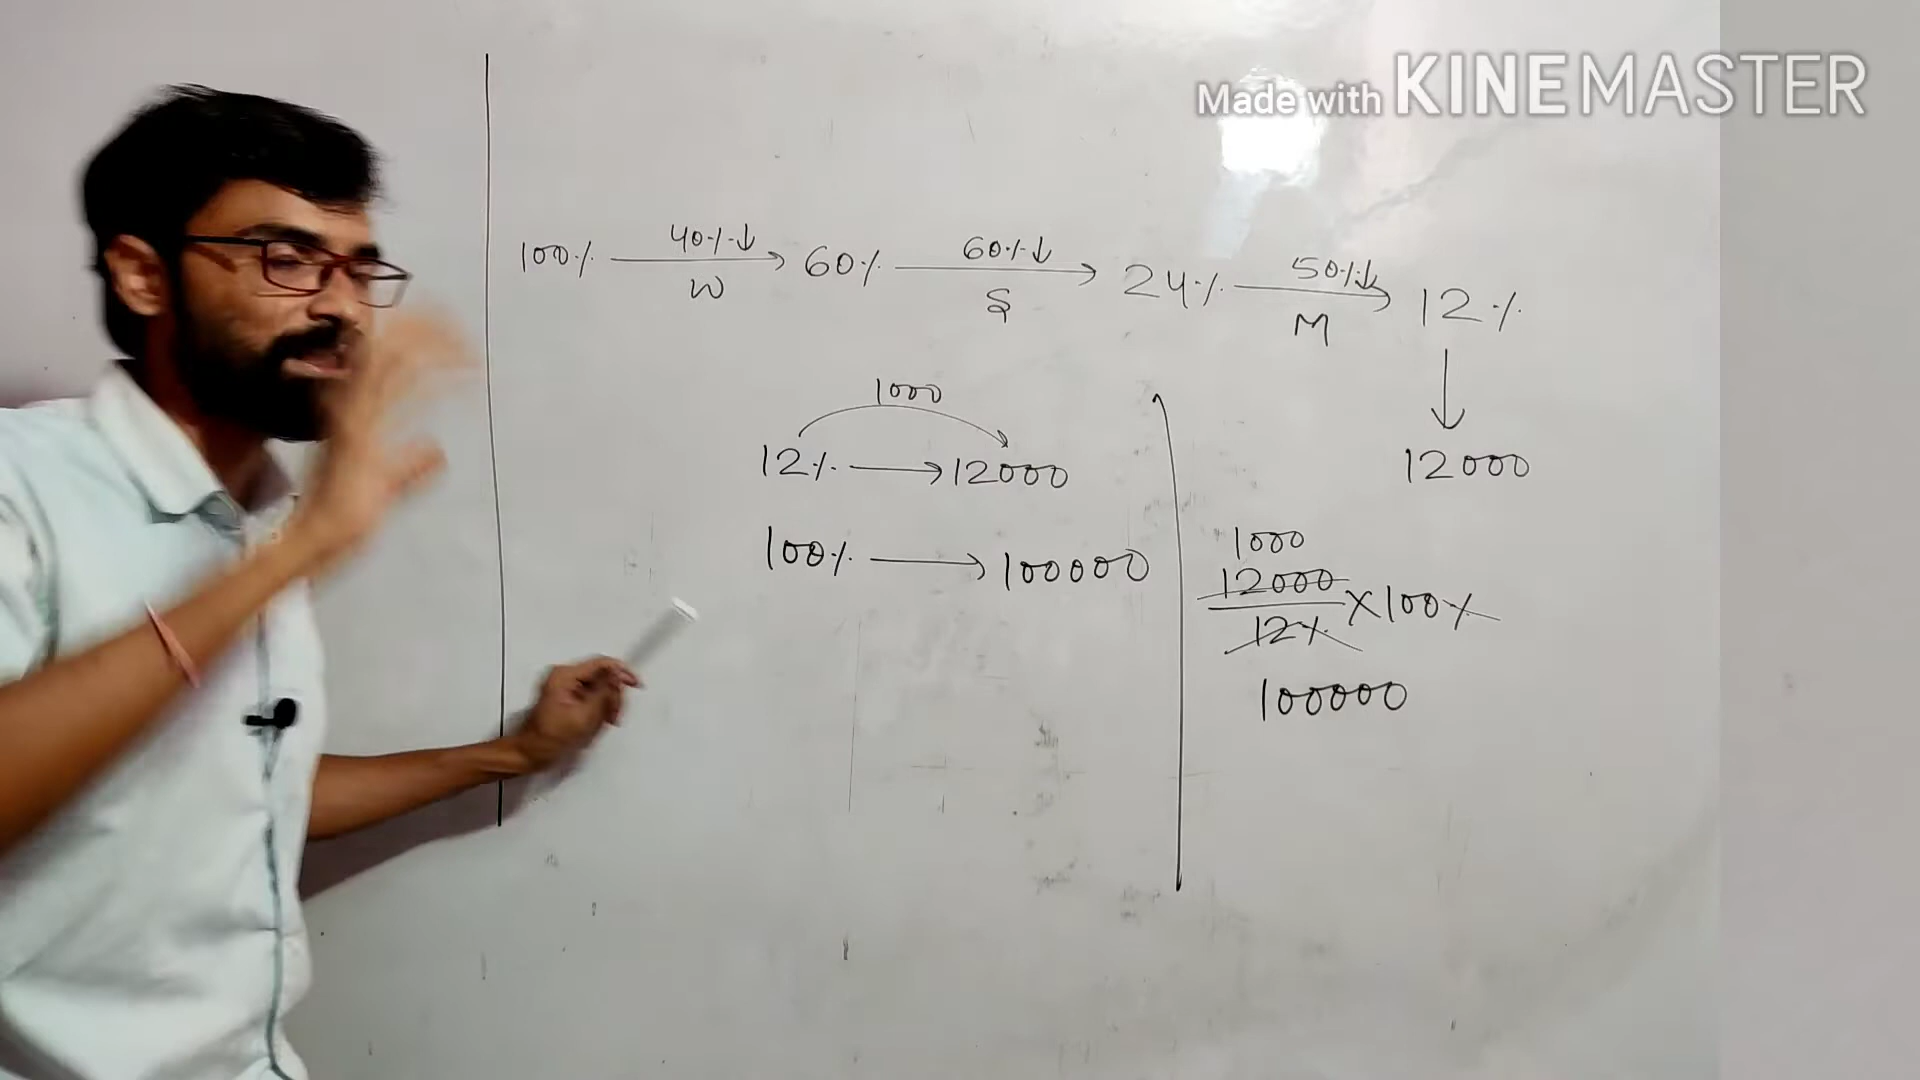 Made with KINEMASTER
100% 40%↓ W → 60% 60%↓ S → 24% 50%↓ M → 12%
↓
12000
1000
12% → 12000
100% → 100000
1000
12000
12% × 100%
100000